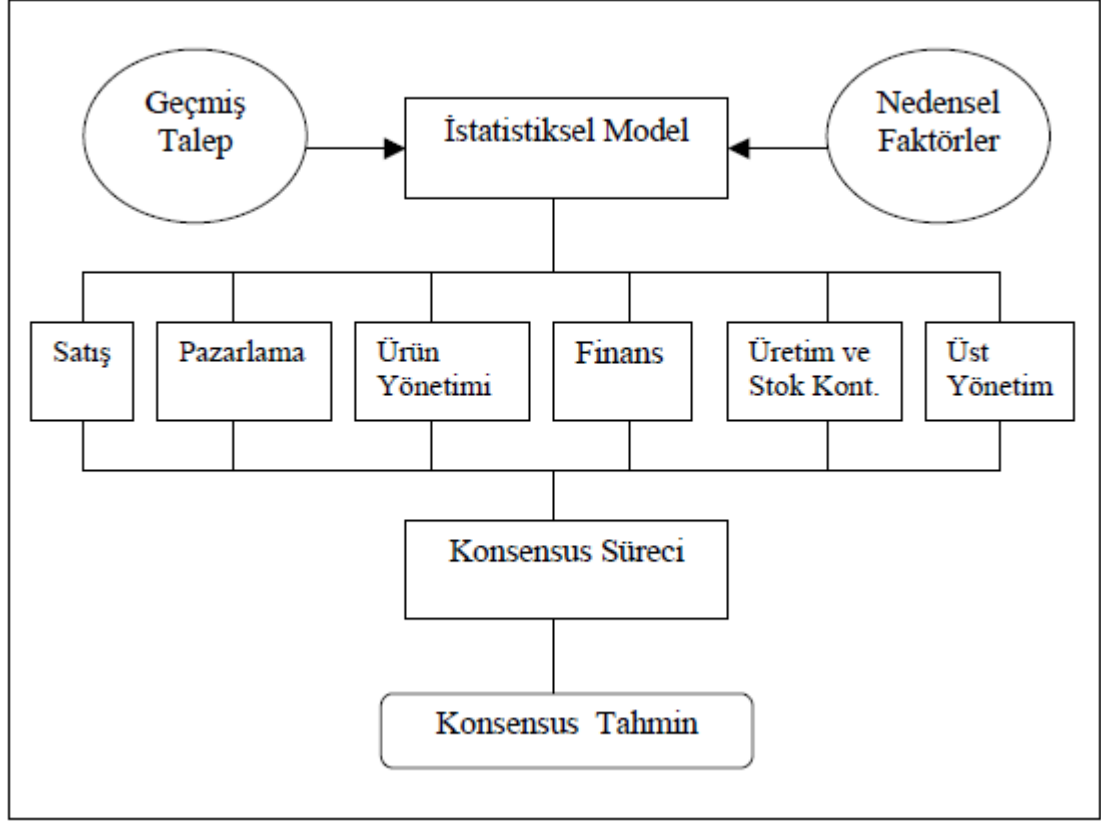 Geçmiş
Talep
İstatistiksel Model
Nedensel
Faktörler
Satış
Pazarlama
Ürün
Yönetimi
Finans
Üretim ve
Stok Kont.
Üst
Yönetim
Konsensus Süreci
Konsensus Tahmin